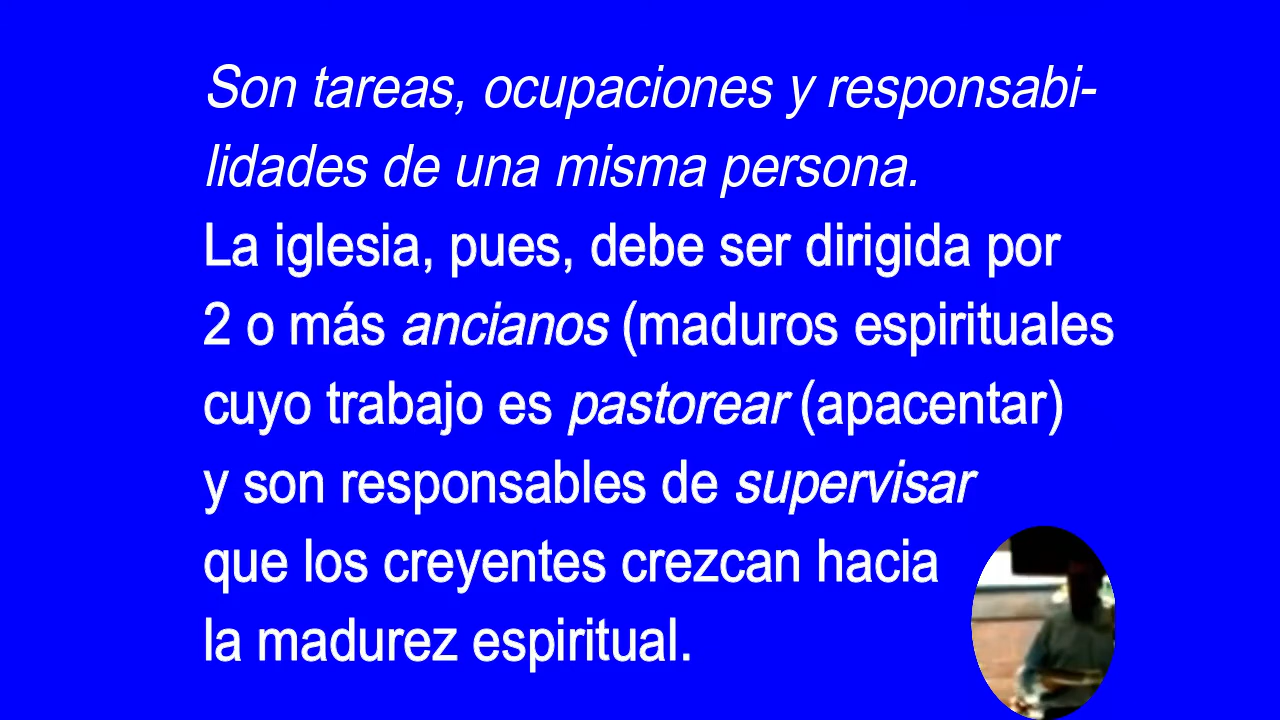 Son tareas, ocupaciones y responsabi-
lidades de una misma persona.
La iglesia, pues, debe ser dirigida por
2 o más ancianos (maduros espirituales
cuyo trabajo es pastorear (apacentar)
y son responsables de supervisar
que los creyentes crezcan hacia
la madurez espiritual.